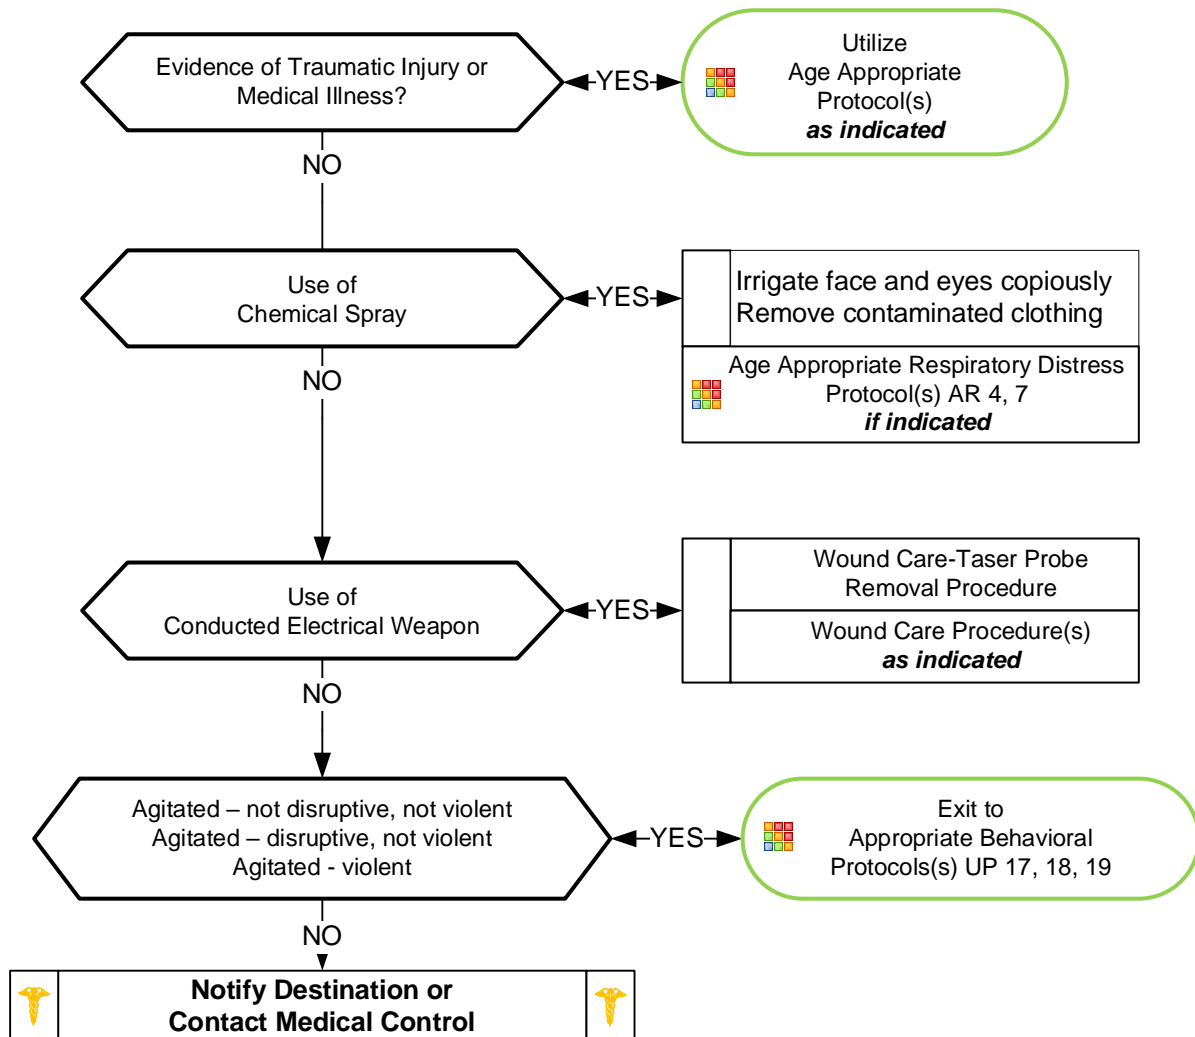 Evidence of Traumatic Injury or
Medical Illness?
YES
Utilize
Age Appropriate
Protocol(s)
as indicated
NO
Use of
Chemical Spray
YES
Irrigate face and eyes copiously
Remove contaminated clothing
Age Appropriate Respiratory Distress
Protocol(s) AR 4, 7
if indicated
NO
Use of
Conducted Electrical Weapon
YES
Wound Care-Taser Probe
Removal Procedure
Wound Care Procedure(s)
as indicated
NO
Agitated – not disruptive, not violent
Agitated – disruptive, not violent
Agitated - violent
YES
Exit to
Appropriate Behavioral
Protocols(s) UP 17, 18, 19
NO
Notify Destination or
Contact Medical Control